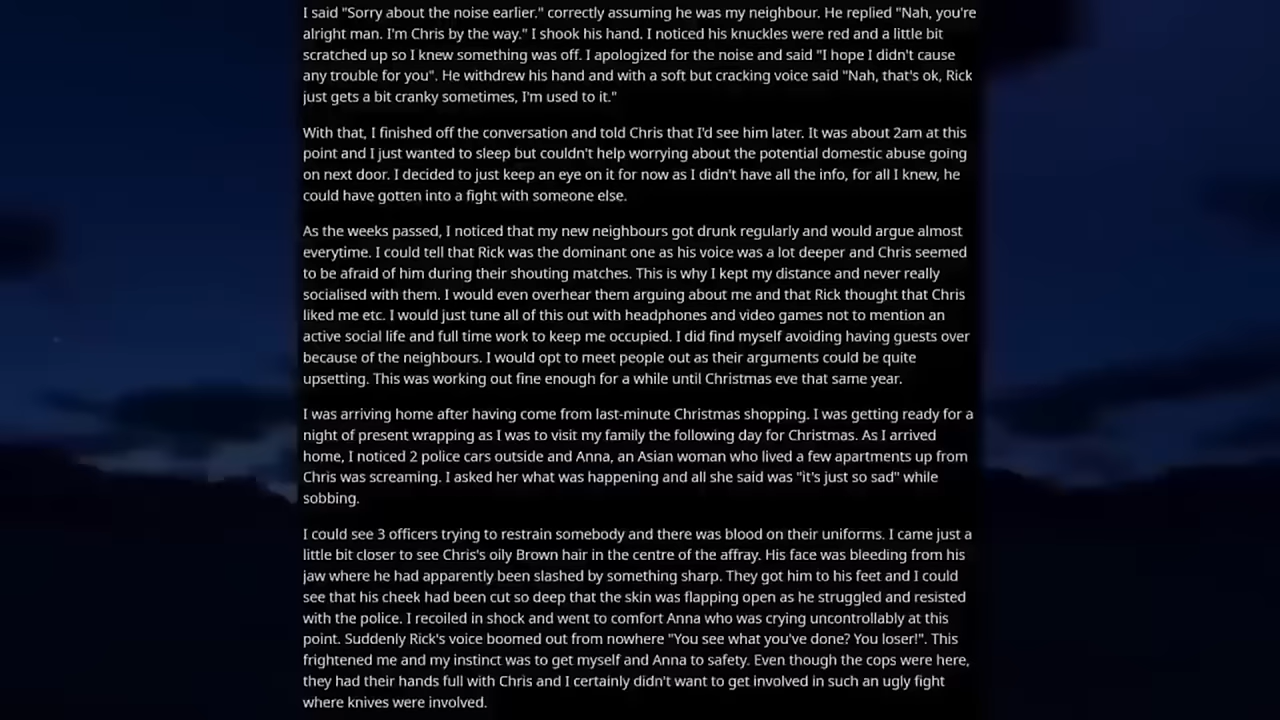 I said "Sorry about the noise earlier." correctly assuming he was my neighbour. He replied "Nah, you're
alright man. I'm Chris by the way." I shook his hand. I noticed his knuckles were red and a little bit
scratched up so I knew something was off. I apologized for the noise and said "I hope I didn't cause
any trouble for you". He withdrew his hand and with a soft but cracking voice said "Nah, that's ok, Rick
just gets a bit cranky sometimes, I'm used to it."
With that, I finished off the conversation and told Chris that I'd see him later. It was about 2am at this
point and I just wanted to sleep but couldn't help worrying about the potential domestic abuse going
on next door. I decided to just keep an eye on it for now as I didn't have all the info, for all I knew, he
could have gotten into a fight with someone else.
As the weeks passed, I noticed that my new neighbours got drunk regularly and would argue almost
everytime. I could tell that Rick was the dominant one as his voice was a lot deeper and Chris seemed
to be afraid of him during their shouting matches. This is why I kept my distance and never really
socialised with them. I would even overhear them arguing about me and that Rick thought that Chris
liked me etc. I would just tune all of this out with headphones and video games not to mention an
active social life and full time work to keep me occupied. I did find myself avoiding having guests over
because of the neighbours. I would opt to meet people out as their arguments could be quite
upsetting. This was working out fine enough for a while until Christmas eve that same year.
I was arriving home after having come from last-minute Christmas shopping. I was getting ready for a
night of present wrapping as I was to visit my family the following day for Christmas. As I arrived
home, I noticed 2 police cars outside and Anna, an Asian woman who lived a few apartments up from
Chris was screaming. I asked her what was happening and all she said was "it's just so sad" while
sobbing.
I could see 3 officers trying to restrain somebody and there was blood on their uniforms. I came just a
little bit closer to see Chris's oily Brown hair in the centre of the affray. His face was bleeding from his
jaw where he had apparently been slashed by something sharp. They got him to his feet and I could
see that his cheek had been cut so deep that the skin was flapping open as he struggled and resisted
with the police. I recoiled in shock and went to comfort Anna who was crying uncontrollably at this
point. Suddenly Rick's voice boomed out from nowhere "You see what you've done? You loser!". This
frightened me and my instinct was to get myself and Anna to safety. Even though the cops were here,
they had their hands full with Chris and I certainly didn't want to get involved in such an ugly fight
where knives were involved.